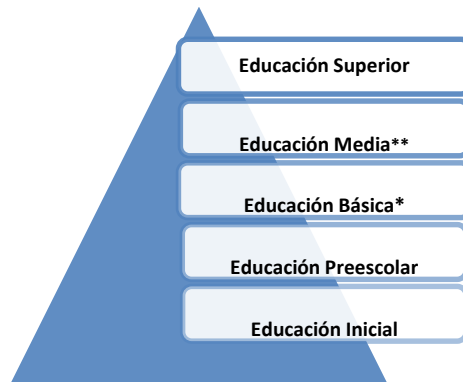 Educación Superior
Educación Media**
Educación Básica*
Educación Preescolar
Educación Inicial